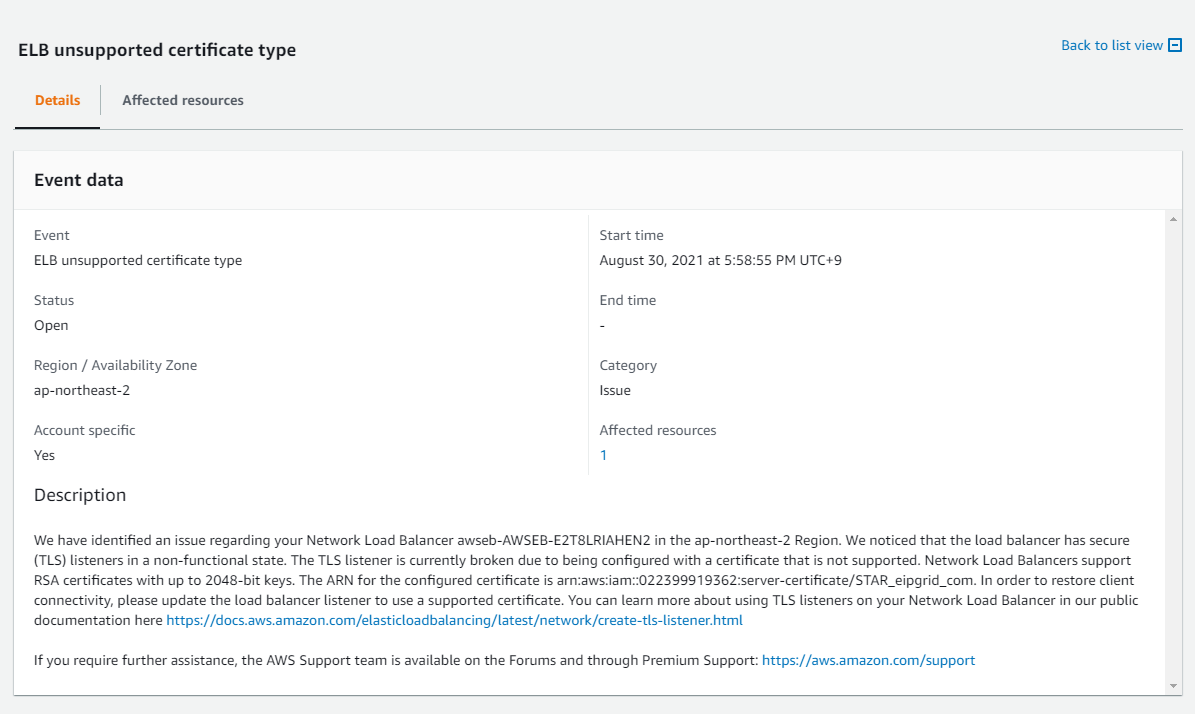 ELB unsupported certificate type
Back to list view
Details
Affected resources
Event data
Event
ELB unsupported certificate type
Start time
August 30, 2021 at 5:58:55 PM UTC+9
Status
Open
End time
-
Region / Availability Zone
ap-northeast-2
Category
Issue
Account specific
Yes
Affected resources
1
Description
We have identified an issue regarding your Network Load Balancer awseb-AWSEB-E2T8LRIAHEN2 in the ap-northeast-2 Region. We noticed that the load balancer has secure
(TLS) listeners in a non-functional state. The TLS listener is currently broken due to being configured with a certificate that is not supported. Network Load Balancers support
RSA certificates with up to 2048-bit keys. The ARN for the configured certificate is arn:aws:iam::022399919362:server-certificate/STAR_eipgrid_com. In order to restore client
connectivity, please update the load balancer listener to use a supported certificate. You can learn more about using TLS listeners on your Network Load Balancer in our public
documentation here https://docs.aws.amazon.com/elasticloadbalancing/latest/network/create-tls-listener.html
If you require further assistance, the AWS Support team is available on the Forums and through Premium Support: https://aws.amazon.com/support